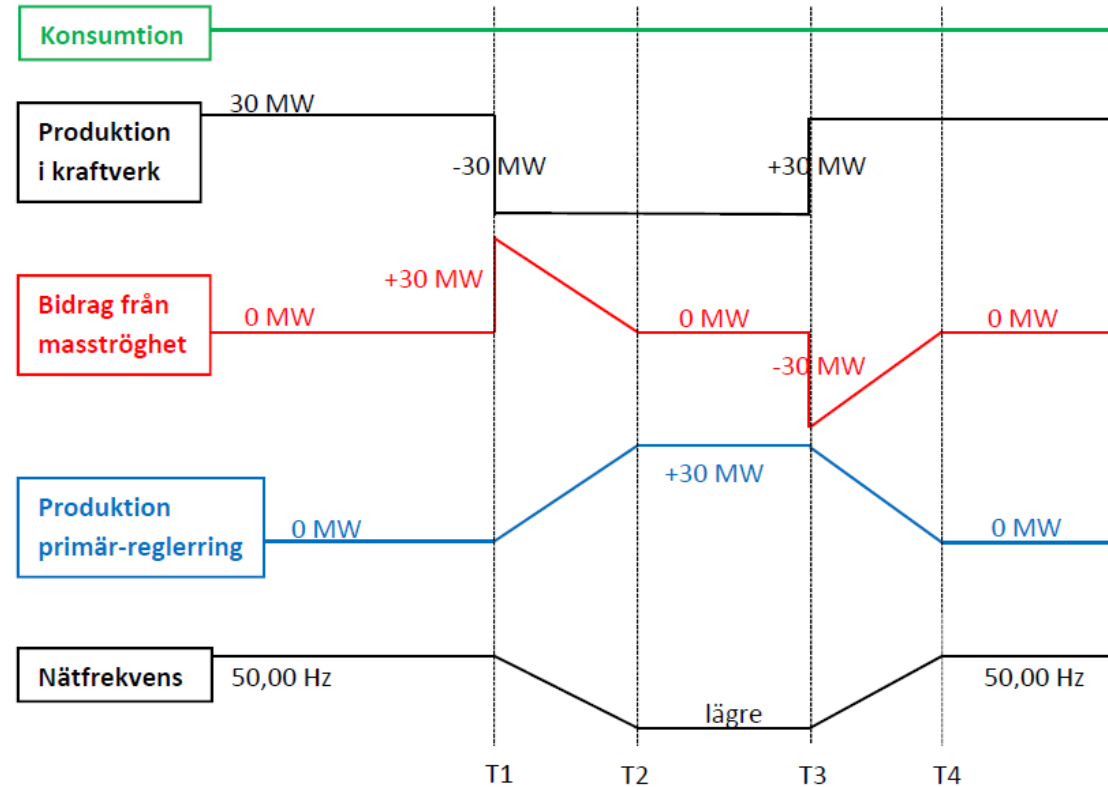 Konsumtion
30 MW
Produktion
i kraftverk
-30 MW
+30 MW
+30 MW
Bidrag från
masströghet
0 MW
0 MW
0 MW
-30 MW
+30 MW
Produktion
primär-reglerring
0 MW
0 MW
Nätfrekvens
50,00 Hz
50,00 Hz
lägre
T1
T2
T3
T4